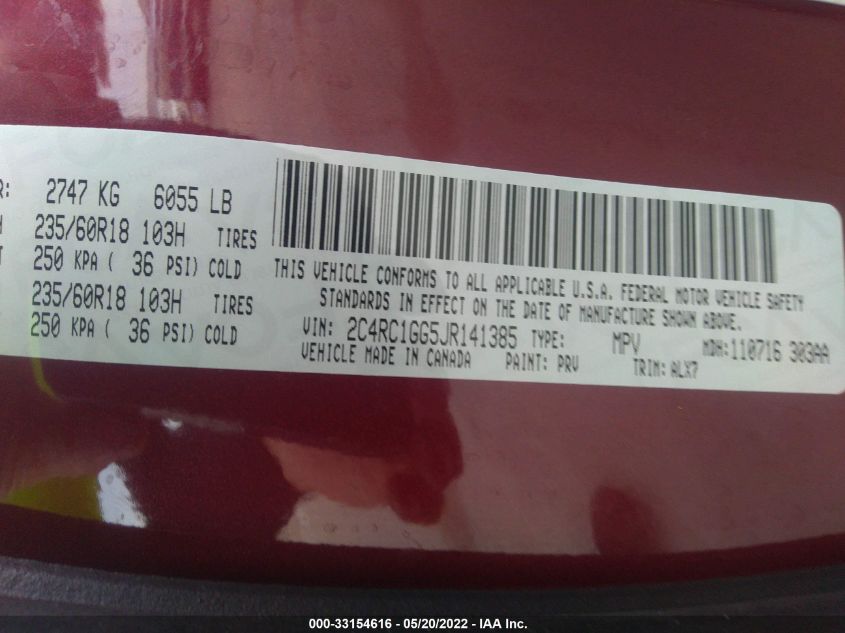 R: 2747 KG 6055 LB
H 235/60R18 103H TIRES
T 250 KPA ( 36 PSI) COLD
235/60R18 103H TIRES
250 KPA ( 36 PSI) COLD
THIS VEHICLE CONFORMS TO ALL APPLICABLE U.S.A. FEDERAL MOTOR VEHICLE SAFETY
STANDARDS IN EFFECT ON THE DATE OF MANUFACTURE SHOWN ABOVE.
VIN: 2C4RC1GG5JR141385 TYPE: MPV MDH:110716 303AA
VEHICLE MADE IN CANADA PAINT: PRV TRIM: ALX7
000-33154616 — 05/20/2022 — IAA Inc.